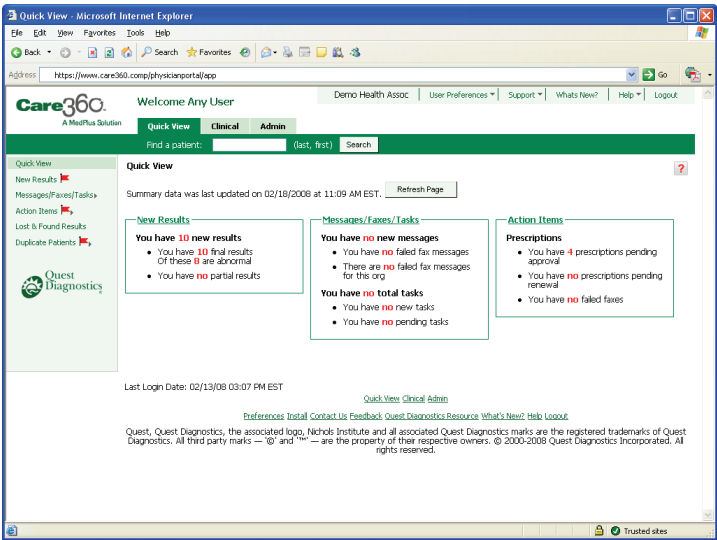 Quick View - Microsoft Internet Explorer
File Edit View Favorites Tools Help
Back Search Favorites
Address https://www.care360.comp/physicianportal/app Go
Care360.
A MedPlus Solution
Welcome Any User
Demo Health Assoc User Preferences Support Whats New? Help Logout
Quick View Clinical Admin
Find a patient: (last, first) Search
Quick View
New Results
Messages/Faxes/Tasks
Action Items
Lost & Found Results
Duplicate Patients
Quest
Diagnostics
Quick View
?
Summary data was last updated on 02/18/2008 at 11:09 AM EST. Refresh Page
New Results
You have 10 new results
• You have 10 final results
Of these 8 are abnormal
• You have no partial results
Messages/Faxes/Tasks
You have no new messages
• You have no failed fax messages
• There are no failed fax messages
for this org
You have no total tasks
• You have no new tasks
• You have no pending tasks
Action Items
Prescriptions
• You have 4 prescriptions pending
approval
• You have no prescriptions pending
renewal
• You have no failed faxes
Last Login Date: 02/13/08 03:07 PM EST
Quick View Clinical Admin
Preferences Install Contact Us Feedback Quest Diagnostics Resource What's New? Help Logout
Quest, Quest Diagnostics, the associated logo, Nichols Institute and all associated Quest Diagnostics marks are the registered trademarks of Quest
Diagnostics. All third party marks — '©' and '™' — are the property of their respective owners. © 2000-2008 Quest Diagnostics Incorporated. All
rights reserved.
Trusted sites